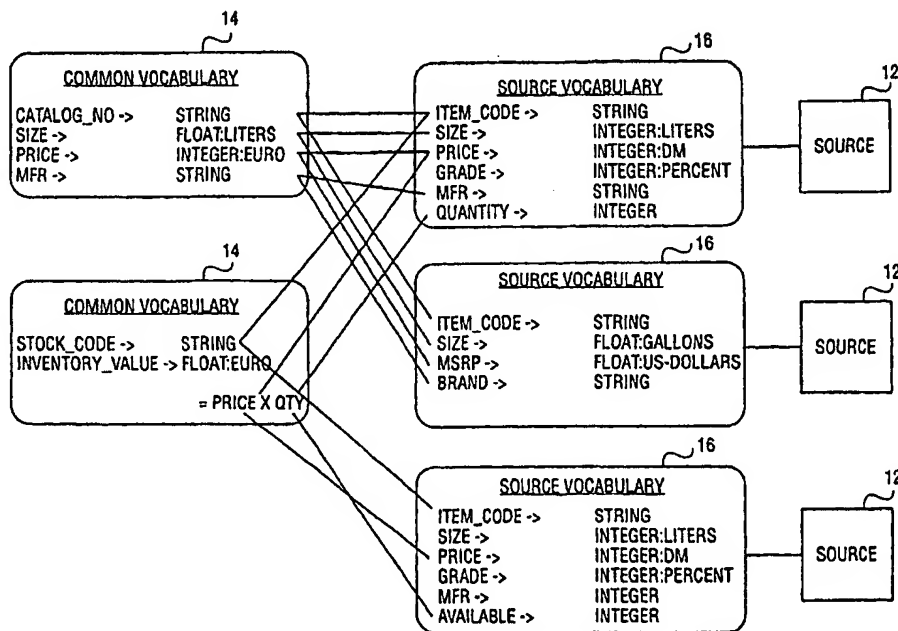 14
COMMON VOCABULARY
CATALOG_NO -> STRING
SIZE -> FLOAT:LITERS
PRICE -> INTEGER:EURO
MFR -> STRING
16
SOURCE VOCABULARY
ITEM_CODE -> STRING
SIZE -> INTEGER:LITERS
PRICE -> INTEGER:DM
GRADE -> INTEGER:PERCENT
MFR -> STRING
QUANTITY -> INTEGER
12
SOURCE
14
COMMON VOCABULARY
STOCK_CODE -> STRING
INVENTORY_VALUE -> FLOAT:EURO
= PRICE X QTY
16
SOURCE VOCABULARY
ITEM_CODE -> STRING
SIZE -> FLOAT:GALLONS
MSRP -> FLOAT:US-DOLLARS
BRAND -> STRING
12
SOURCE
16
SOURCE VOCABULARY
ITEM_CODE -> STRING
SIZE -> INTEGER:LITERS
PRICE -> INTEGER:DM
GRADE -> INTEGER:PERCENT
MFR -> INTEGER
AVAILABLE -> INTEGER
12
SOURCE